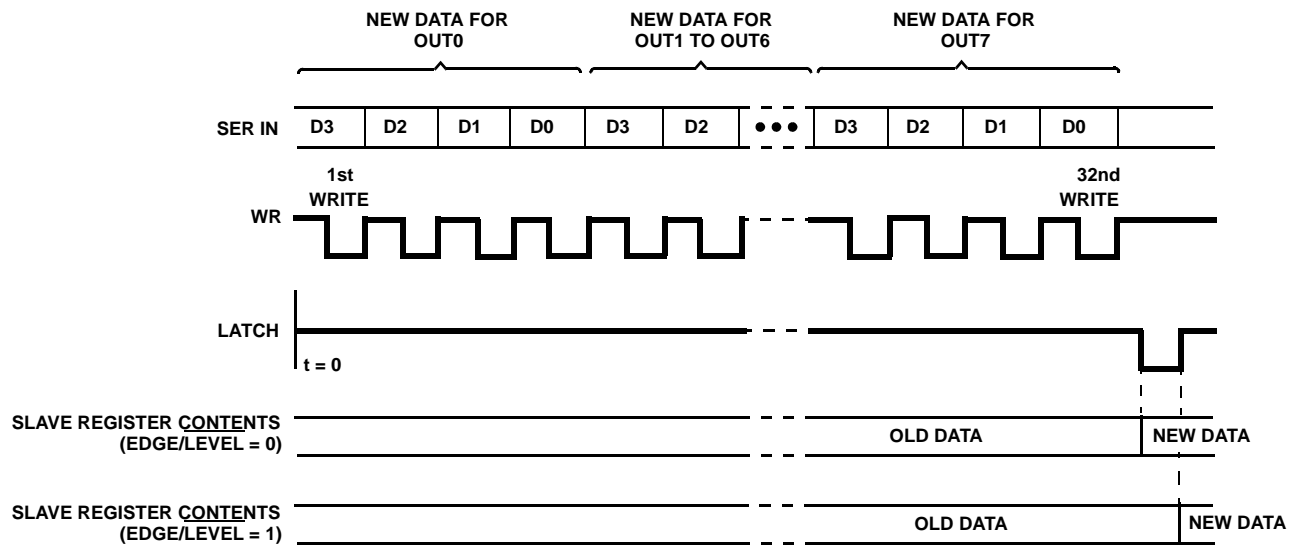 NEW DATA FOR
OUT0
NEW DATA FOR
OUT1 TO OUT6
NEW DATA FOR
OUT7
SER IN D3 D2 D1 D0 D3 D2 ••• D3 D2 D1 D0
1st
WRITE
32nd
WRITE
WR
LATCH
t = 0
SLAVE REGISTER CONTENTS
(EDGE/LEVEL = 0)
OLD DATA NEW DATA
SLAVE REGISTER CONTENTS
(EDGE/LEVEL = 1)
OLD DATA NEW DATA